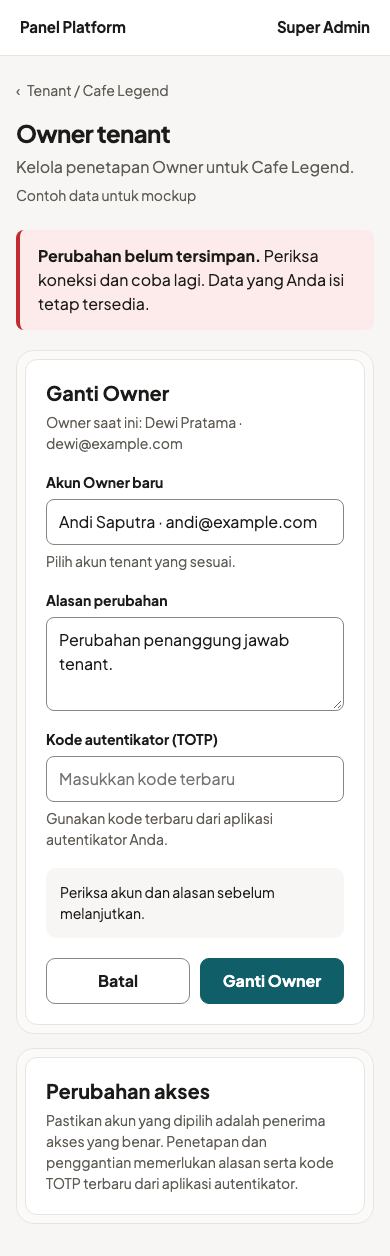 Panel Platform
Super Admin
‹ Tenant / Cafe Legend
Owner tenant
Kelola penetapan Owner untuk Cafe Legend.
Contoh data untuk mockup
Perubahan belum tersimpan. Periksa
koneksi dan coba lagi. Data yang Anda isi
tetap tersedia.
Ganti Owner
Owner saat ini: Dewi Pratama ·
dewi@example.com
Akun Owner baru
Andi Saputra · andi@example.com
Pilih akun tenant yang sesuai.
Alasan perubahan
Perubahan penanggung jawab
tenant.
Kode autentikator (TOTP)
Masukkan kode terbaru
Gunakan kode terbaru dari aplikasi
autentikator Anda.
Periksa akun dan alasan sebelum
melanjutkan.
Batal
Ganti Owner
Perubahan akses
Pastikan akun yang dipilih adalah penerima
akses yang benar. Penetapan dan
penggantian memerlukan alasan serta kode
TOTP terbaru dari aplikasi autentikator.